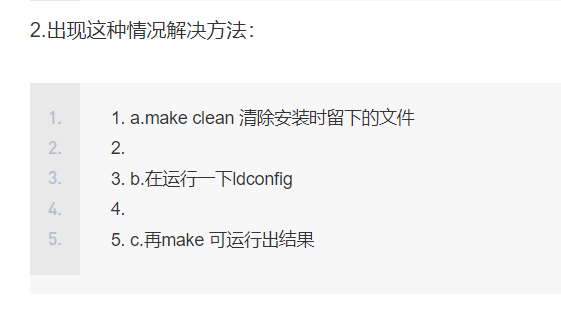 2.出现这种情况解决方法：
1. 1. a.make clean 清除安装时留下的文件
2. 2.
3. 3. b.在运行一下ldconfig
4. 4.
5. 5. c.再make 可运行出结果